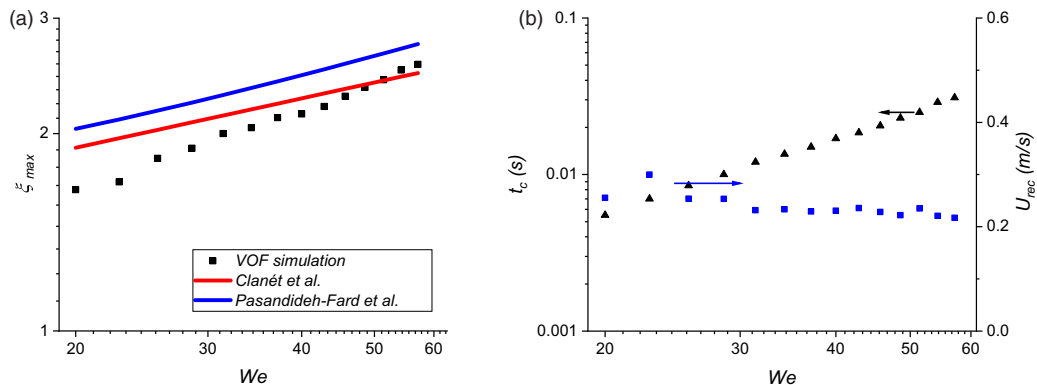 (a)
3
2
1
ξ max
20 30 40 50 60
We
VOF simulation
Clanét et al.
Pasandideh-Fard et al.
(b)
0.1
0.01
0.001
t_c (s)
0.6
0.4
0.2
0.0
U_rec (m/s)
20 30 40 50 60
We